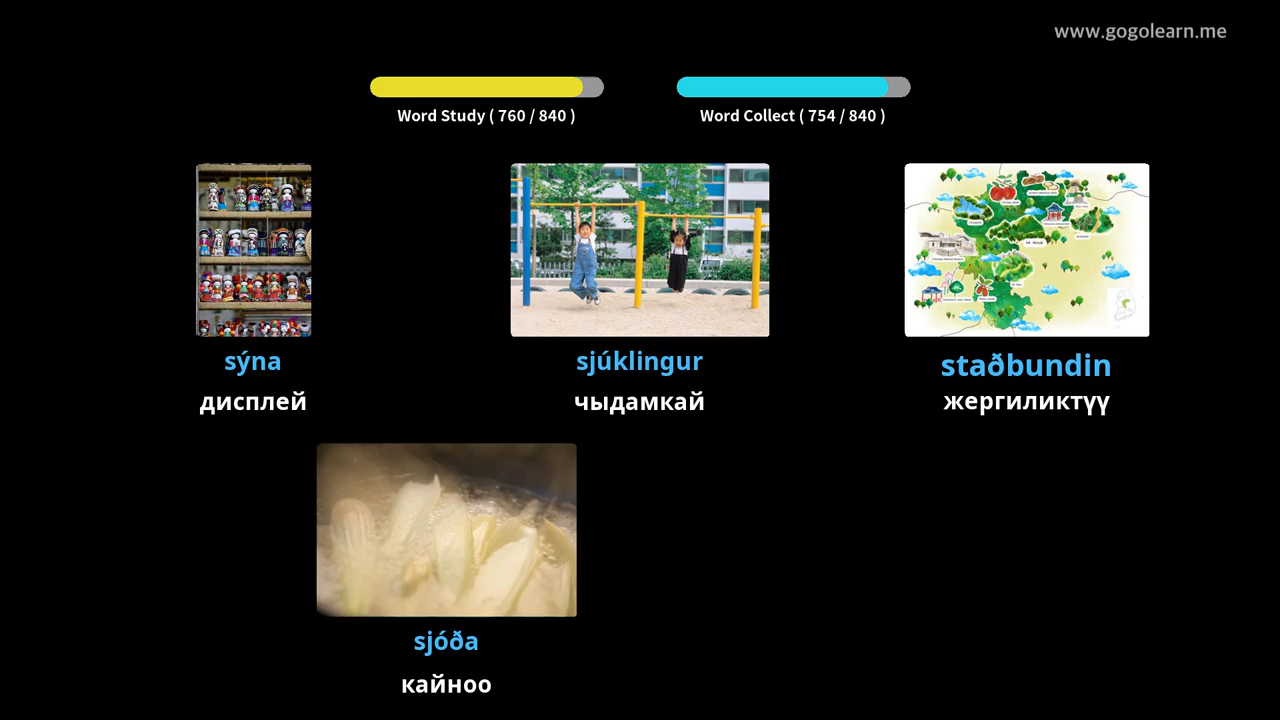 www.gogolearn.me
Word Study ( 760 / 840 )
Word Collect ( 754 / 840 )
sýna
дисплей
sjúklingur
чыдамкай
staðbundin
жергиликтүү
sjóða
кайноо